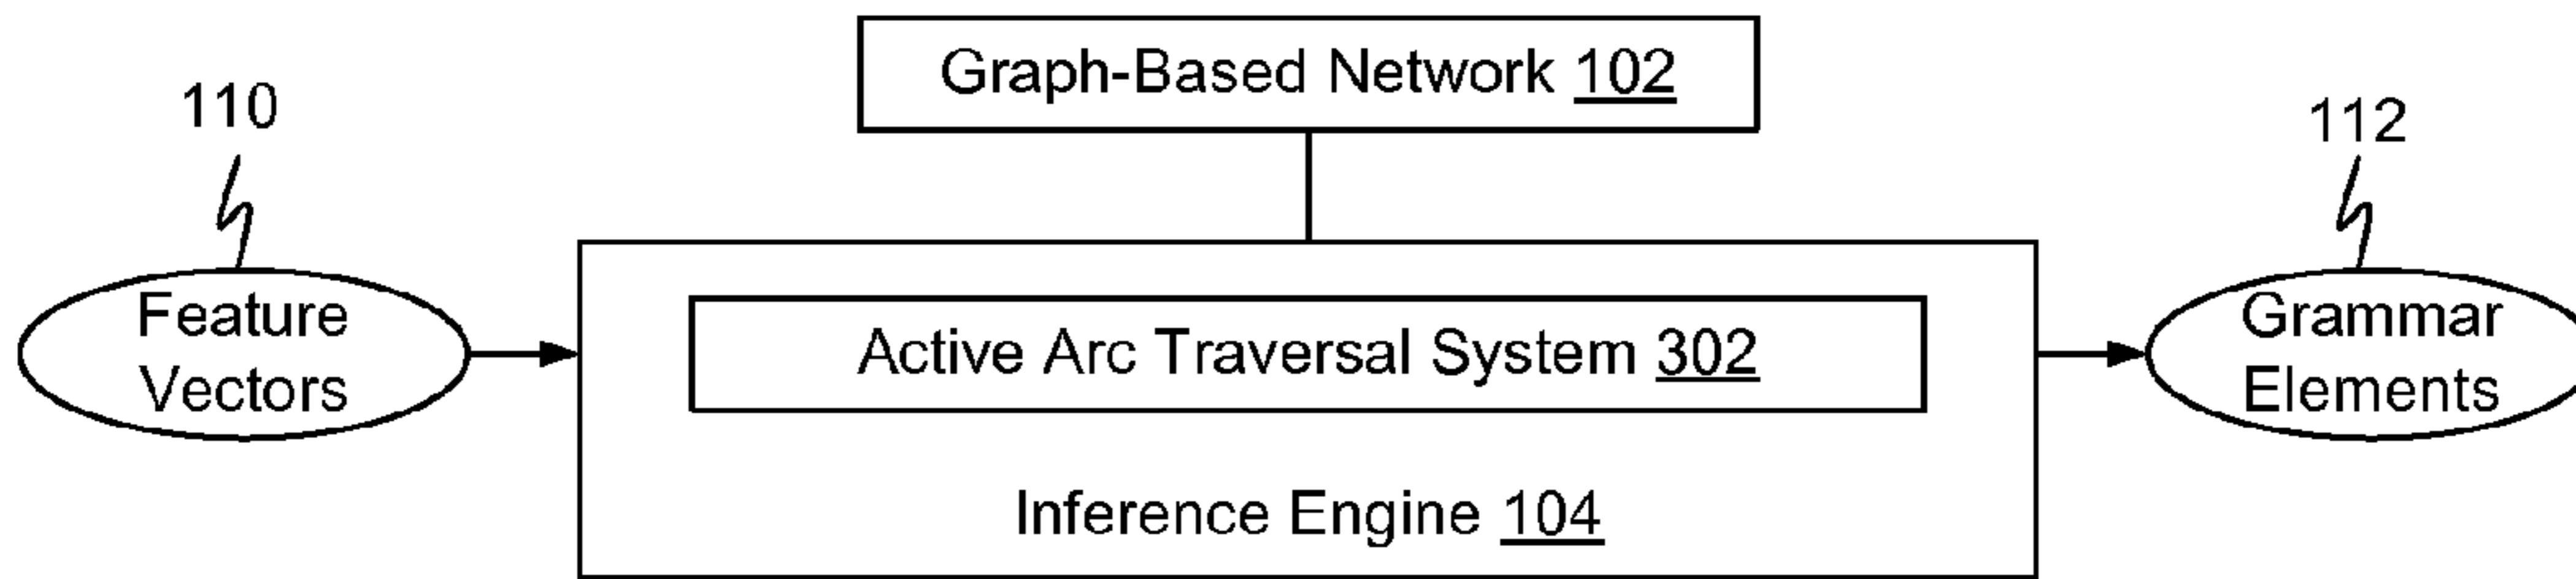 Graph-Based Network 102
110
112
Feature
Vectors
Active Arc Traversal System 302
Grammar
Elements
Inference Engine 104